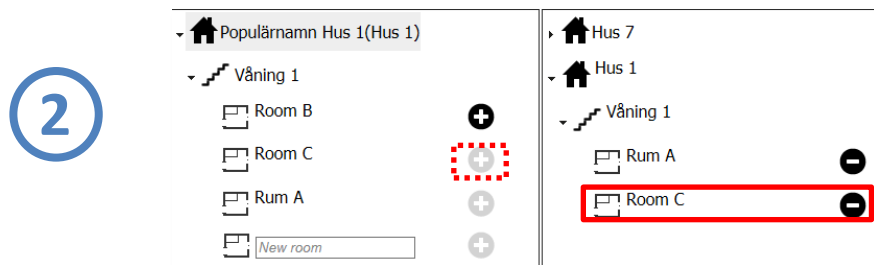 2
Populärnamn Hus 1(Hus 1)
Våning 1
Room B
Room C
Rum A
New room
Hus 7
Hus 1
Våning 1
Rum A
Room C